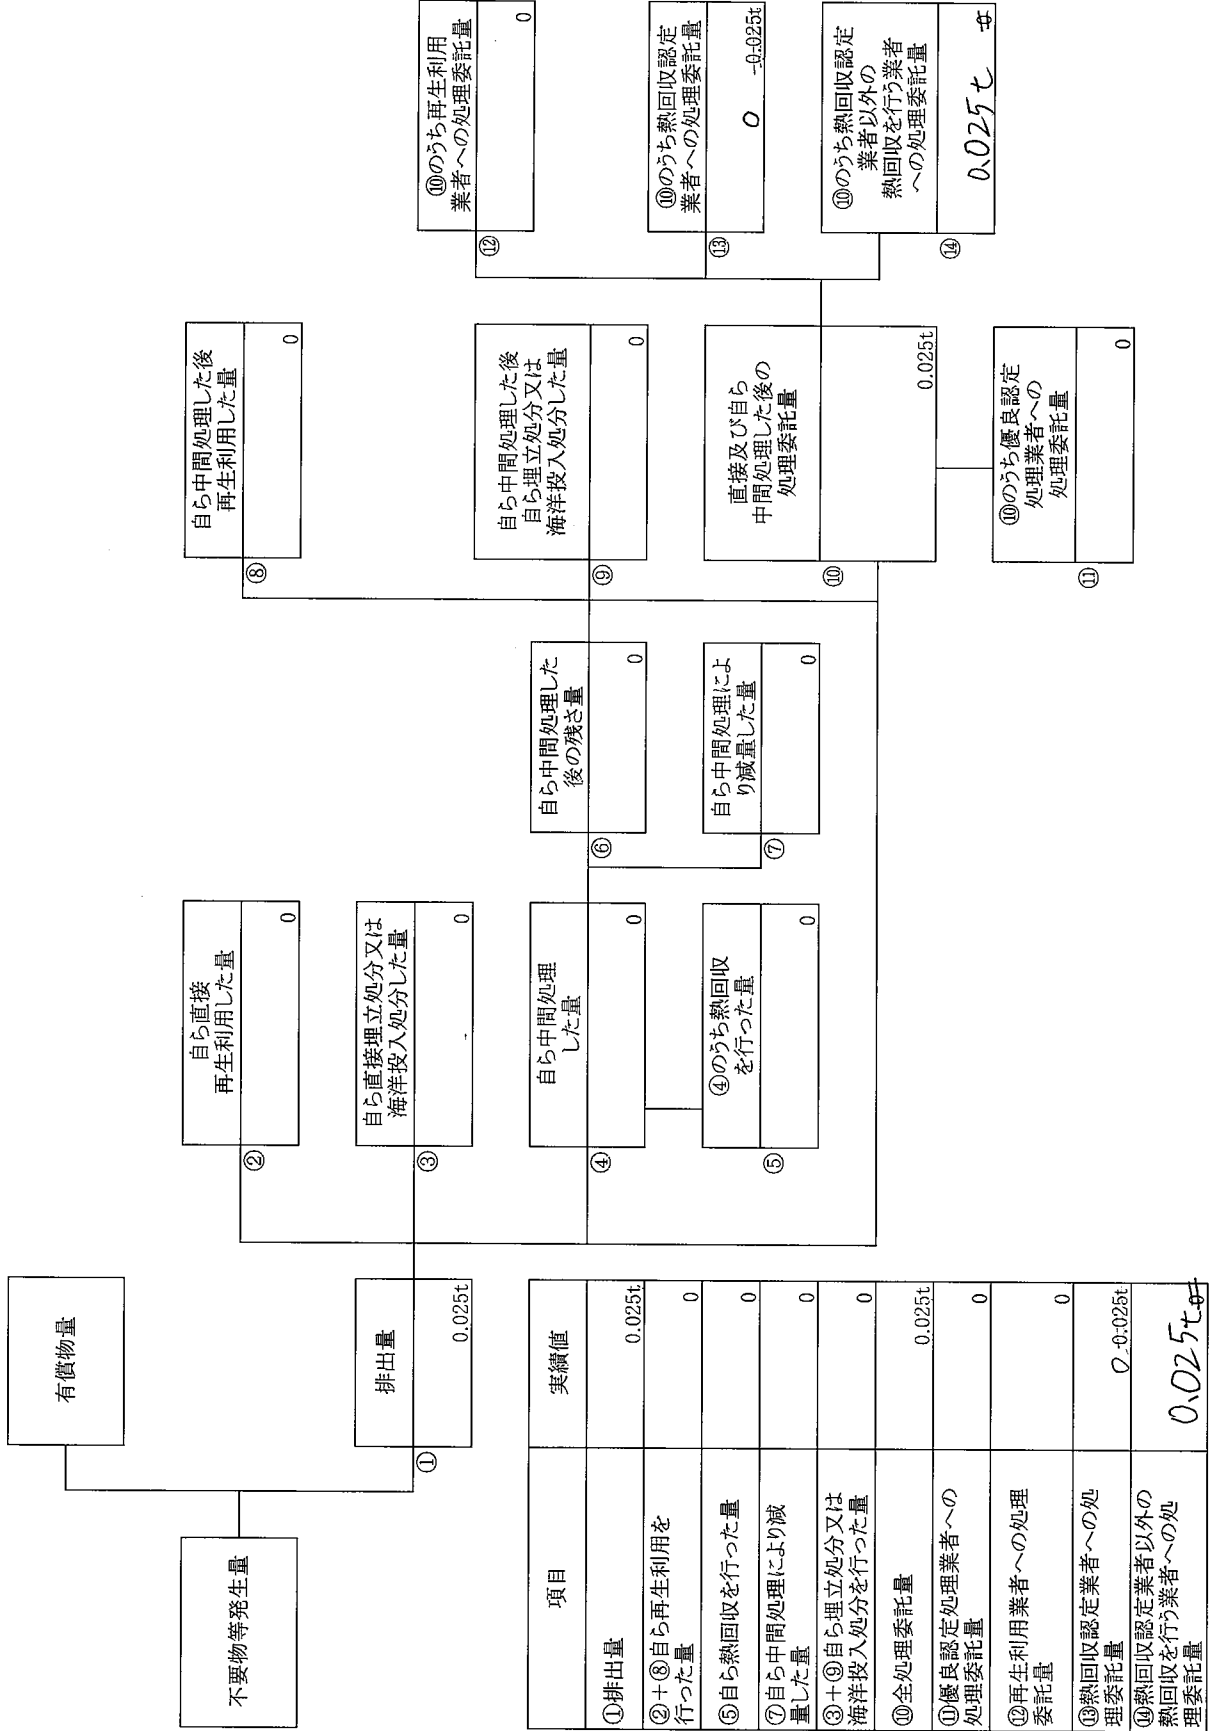 不要物等発生量
有償物量
①
排出量
0.025t
②
自ら直接
再生利用した量
0
③
自ら直接埋立処分又は
海洋投入処分した量
0
④
自ら中間処理
した量
0
⑤
④のうち熱回収
を行った量
0
⑥
自ら中間処理した
後の残さ量
0
⑦
自ら中間処理によ
り減量した量
0
⑧
自ら中間処理した後
再生利用した量
0
⑨
自ら中間処理した後
自ら埋立処分又は
海洋投入処分した量
0
⑩
直接及び自ら
中間処理した後の
処理委託量
0.025t
⑪
⑩のうち優良認定
処理業者への
処理委託量
0
⑫
⑩のうち再生利用
業者への処理委託量
0
⑬
⑩のうち熱回収認定
業者への処理委託量
0 0.025t
⑭
⑩のうち熱回収認定
業者以外の
熱回収を行う業者
への処理委託量
0.025t 0
項目 実績値
①排出量 0.025t
②+⑧自ら再生利用を
行った量 0
⑤自ら熱回収を行った量 0
⑦自ら中間処理により減
量した量 0
③+⑨自ら埋立処分又は
海洋投入処分を行った量 0
⑩全処理委託量 0.025t
⑪優良認定処理業者への
処理委託量 0
⑫再生利用業者への処理
委託量 0
⑬熱回収認定業者への処
理委託量 0 0.025t
⑭熱回収認定業者以外の
熱回収を行う業者への処
理委託量 0.025t 0